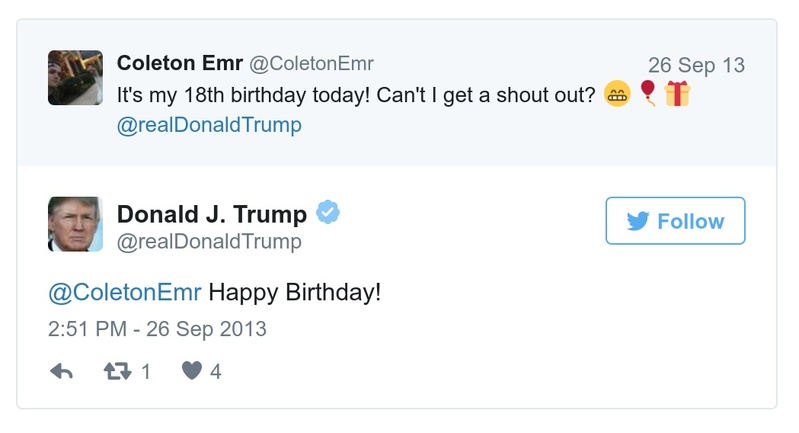 Coleton Emr @ColetonEmr 26 Sep 13
It's my 18th birthday today! Can't I get a shout out? 😁🎈🎁
@realDonaldTrump
Donald J. Trump
@realDonaldTrump
Follow
@ColetonEmr Happy Birthday!
2:51 PM - 26 Sep 2013
1 4